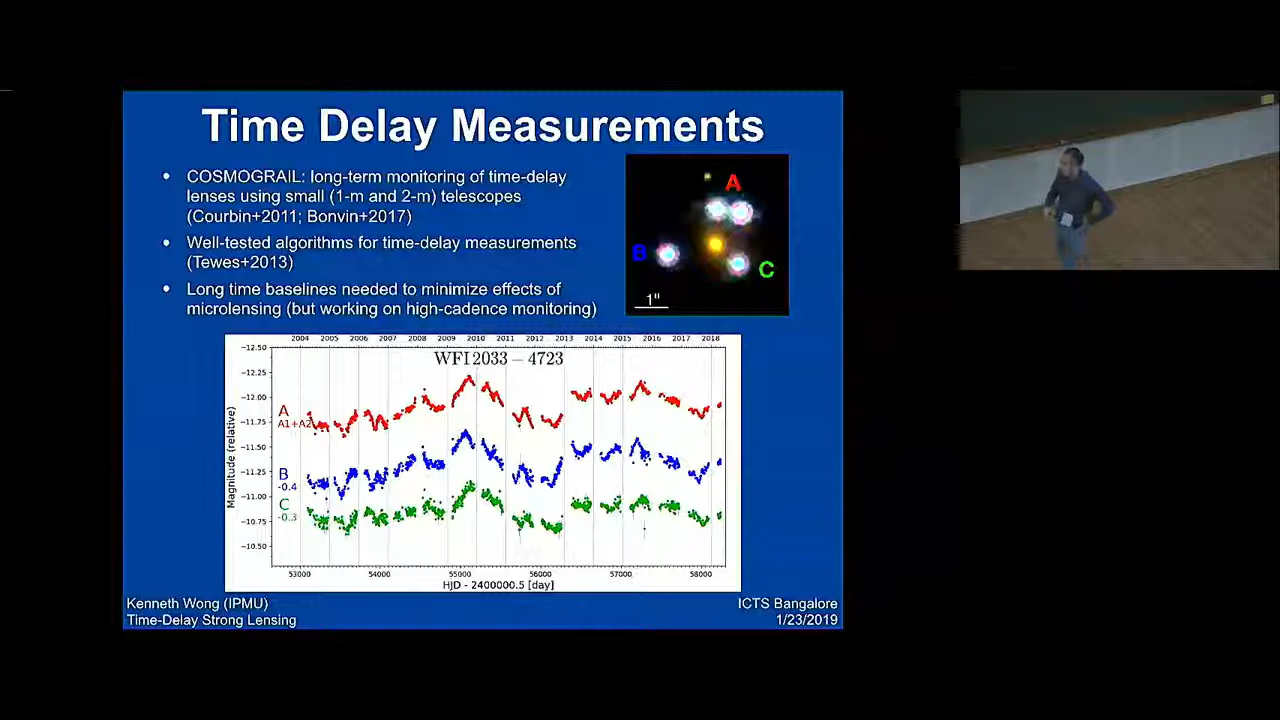 Time Delay Measurements
• COSMOGRAIL: long-term monitoring of time-delay
lenses using small (1-m and 2-m) telescopes
(Courbin+2011; Bonvin+2017)
• Well-tested algorithms for time-delay measurements
(Tewes+2013)
• Long time baselines needed to minimize effects of
microlensing (but working on high-cadence monitoring)
A
B
C
1"
2004 2005 2006 2007 2008 2009 2010 2011 2012 2013 2014 2015 2016 2017 2018
WFI 2033 − 4723
Magnitude (relative)
−12.50
−12.25
−12.00
−11.75
−11.50
−11.25
−11.00
−10.75
−10.50
A
A1+A2
B
-0.4
C
-0.3
53000 54000 55000 56000 57000 58000
HJD - 2400000.5 [day]
Kenneth Wong (IPMU)
Time-Delay Strong Lensing
ICTS Bangalore
1/23/2019